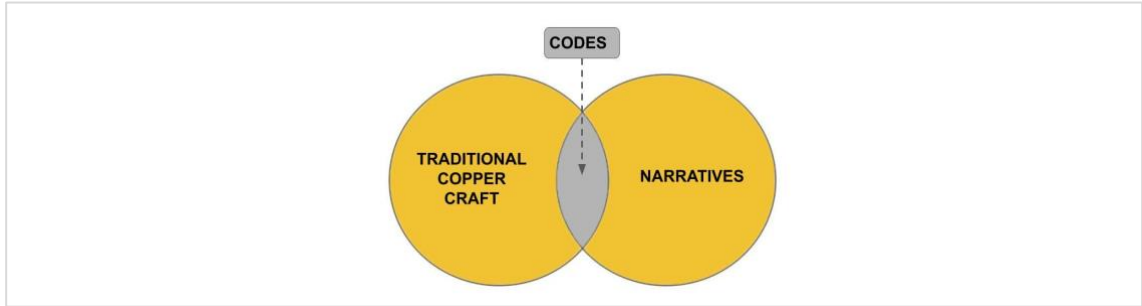 CODES
TRADITIONAL
COPPER
CRAFT
NARRATIVES